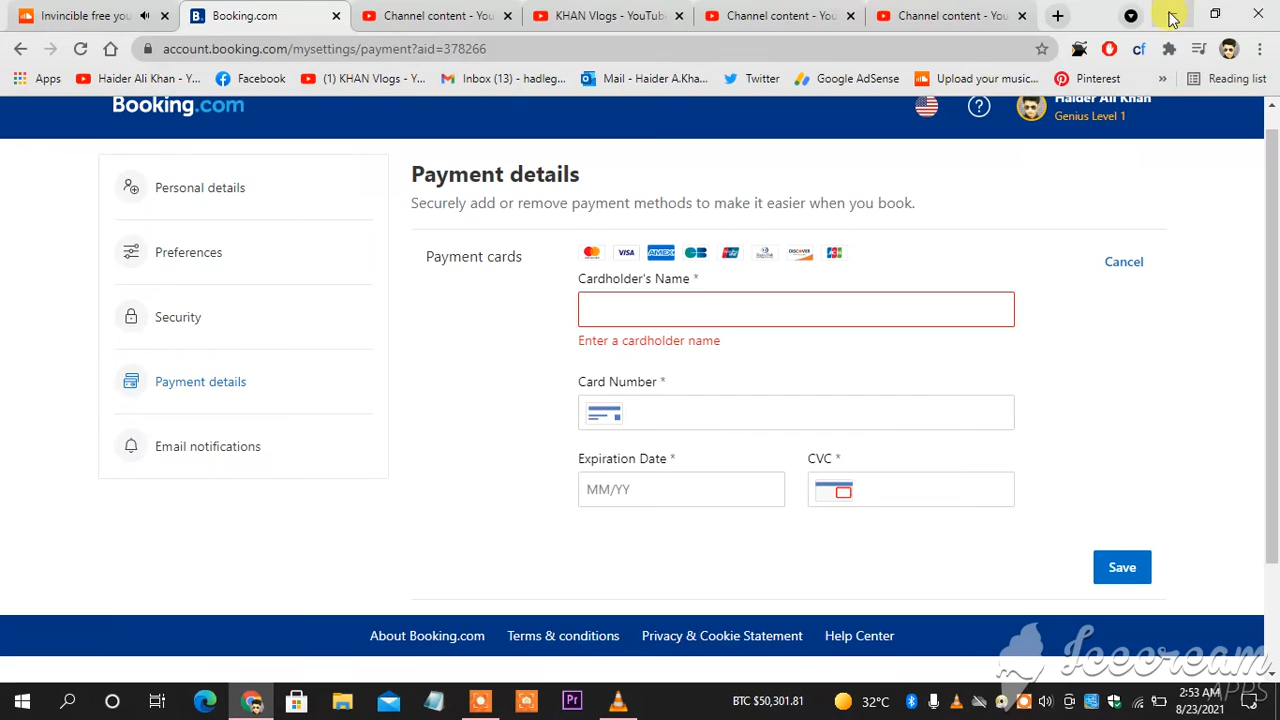 Invincible free you
Booking.com
Channel content - You
KHAN Vlogs - YouTube
Channel content - You
Channel content - You
account.booking.com/mysettings/payment?aid=378266
Apps
Haider Ali Khan - Y...
Facebook
(1) KHAN Vlogs - Y...
Inbox (13) - hadleg...
Mail - Haider A.Kha...
Twitter
Google AdSense
Upload your music...
Pinterest
»
Reading list
Booking.com
Haider Ali Khan
Genius Level 1
Personal details
Preferences
Security
Payment details
Email notifications
Payment details
Securely add or remove payment methods to make it easier when you book.
Payment cards
VISA
AMEX
DISCOVER
Cancel
Cardholder's Name *
Enter a cardholder name
Card Number *
Expiration Date *
CVC *
MM/YY
Save
About Booking.com
Terms & conditions
Privacy & Cookie Statement
Help Center
Icecream
APPS
BTC $50,301.81
32°C
2:53 AM
8/23/2021